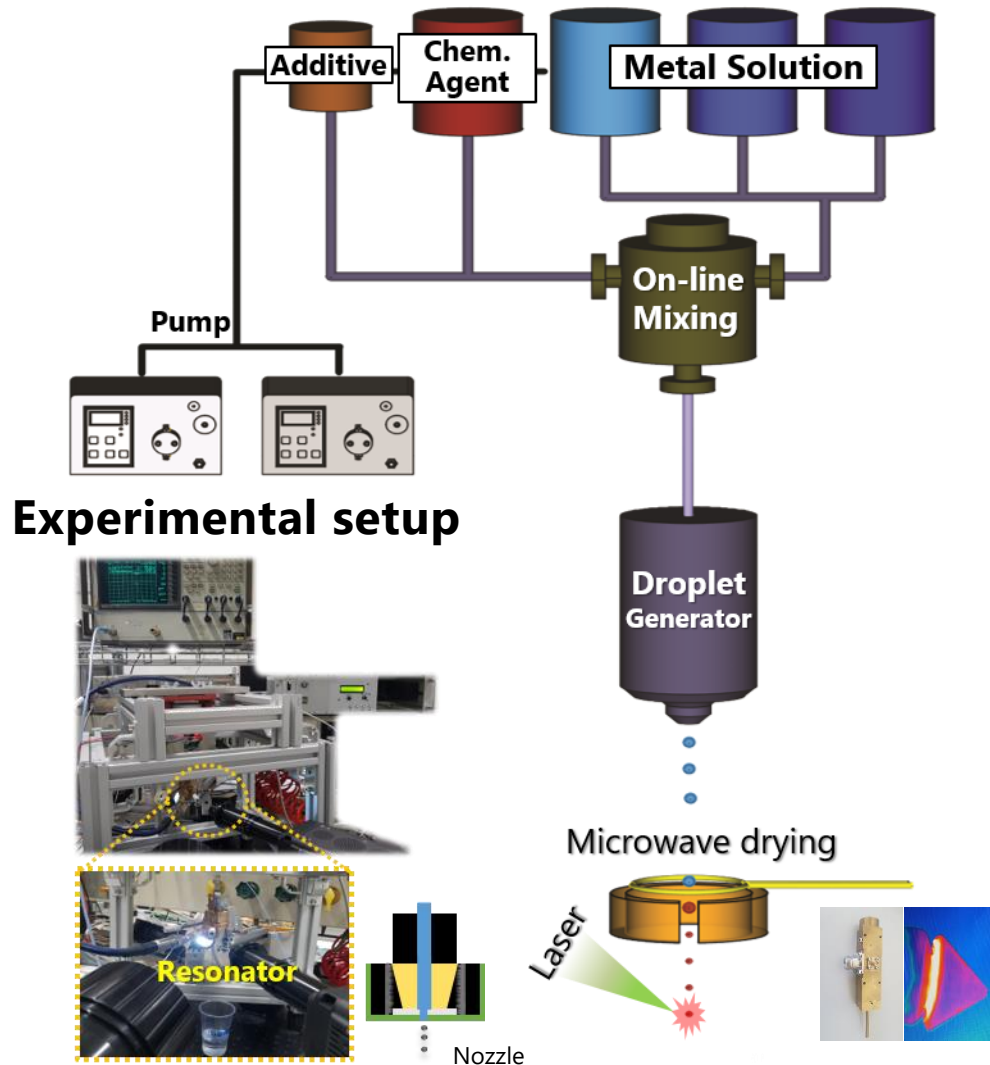 Additive
Chem.
Agent
Metal Solution
On-line
Mixing
Pump
Experimental setup
Droplet
Generator
Microwave drying
Laser
Resonator
Nozzle